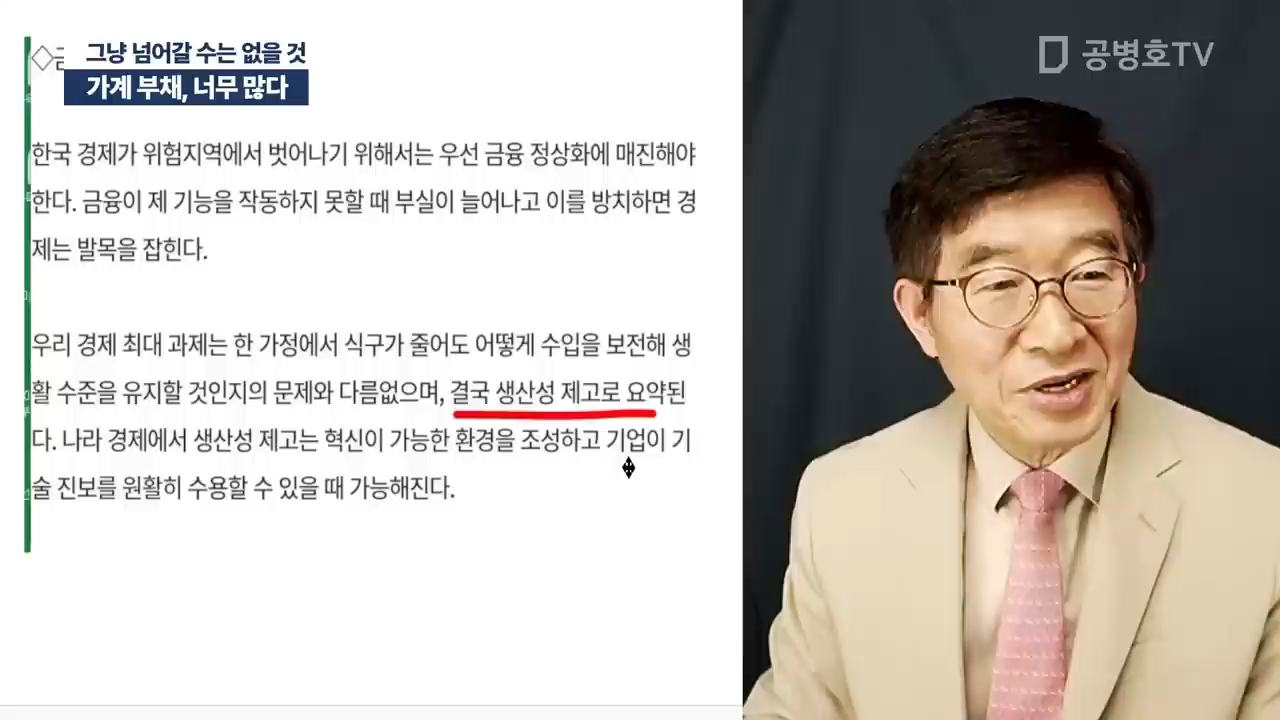 그냥 넘어갈 수는 없을 것
가계 부채, 너무 많다
공병호TV
한국 경제가 위험지역에서 벗어나기 위해서는 우선 금융 정상화에 매진해야
한다. 금융이 제 기능을 작동하지 못할 때 부실이 늘어나고 이를 방치하면 경
제는 발목을 잡힌다.
우리 경제 최대 과제는 한 가정에서 식구가 줄어도 어떻게 수입을 보전해 생
활 수준을 유지할 것인지의 문제와 다름없으며, 결국 생산성 제고로 요약된
다. 나라 경제에서 생산성 제고는 혁신이 가능한 환경을 조성하고 기업이 기
술 진보를 원활히 수용할 수 있을 때 가능해진다.